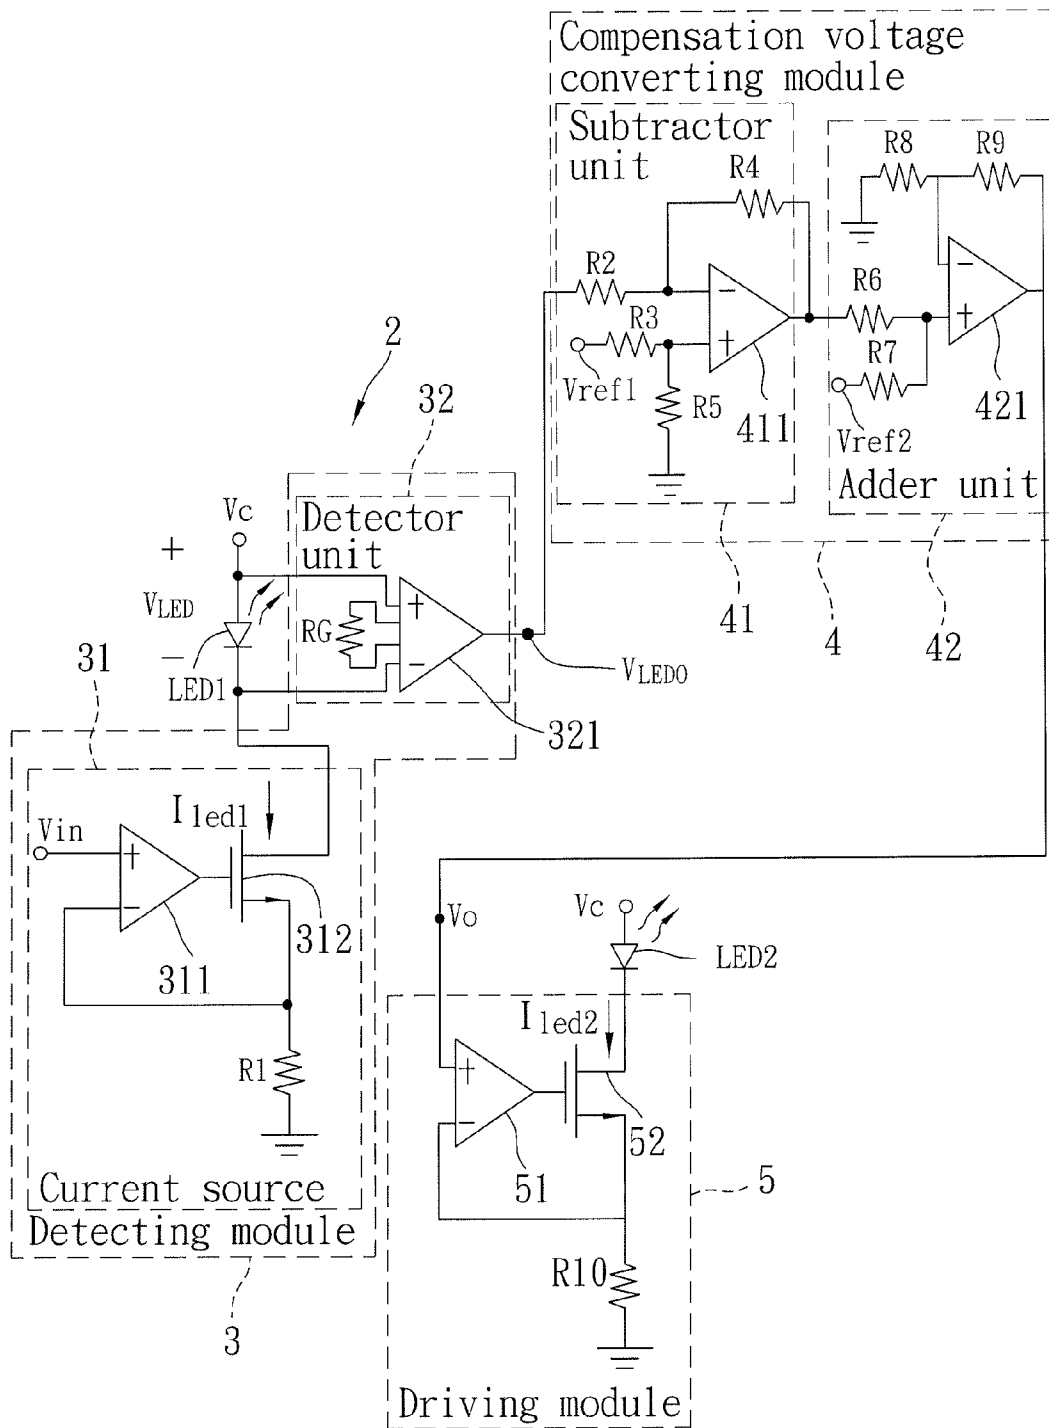 Compensation voltage
converting module
Subtractor
unit
R4
R8
R9
R2
R3
Vref1
R5
411
R6
R7
Vref2
421
Adder unit
41
4
42
2
32
Vc
+
VLED
−
LED1
Detector
unit
RG
+
−
321
VLEDO
31
Iled1
Vin
+
−
311
312
R1
Current source
Detecting module
3
−
+
−
+
Vo
Vc
LED2
Iled2
+
−
51
52
5
R10
Driving module